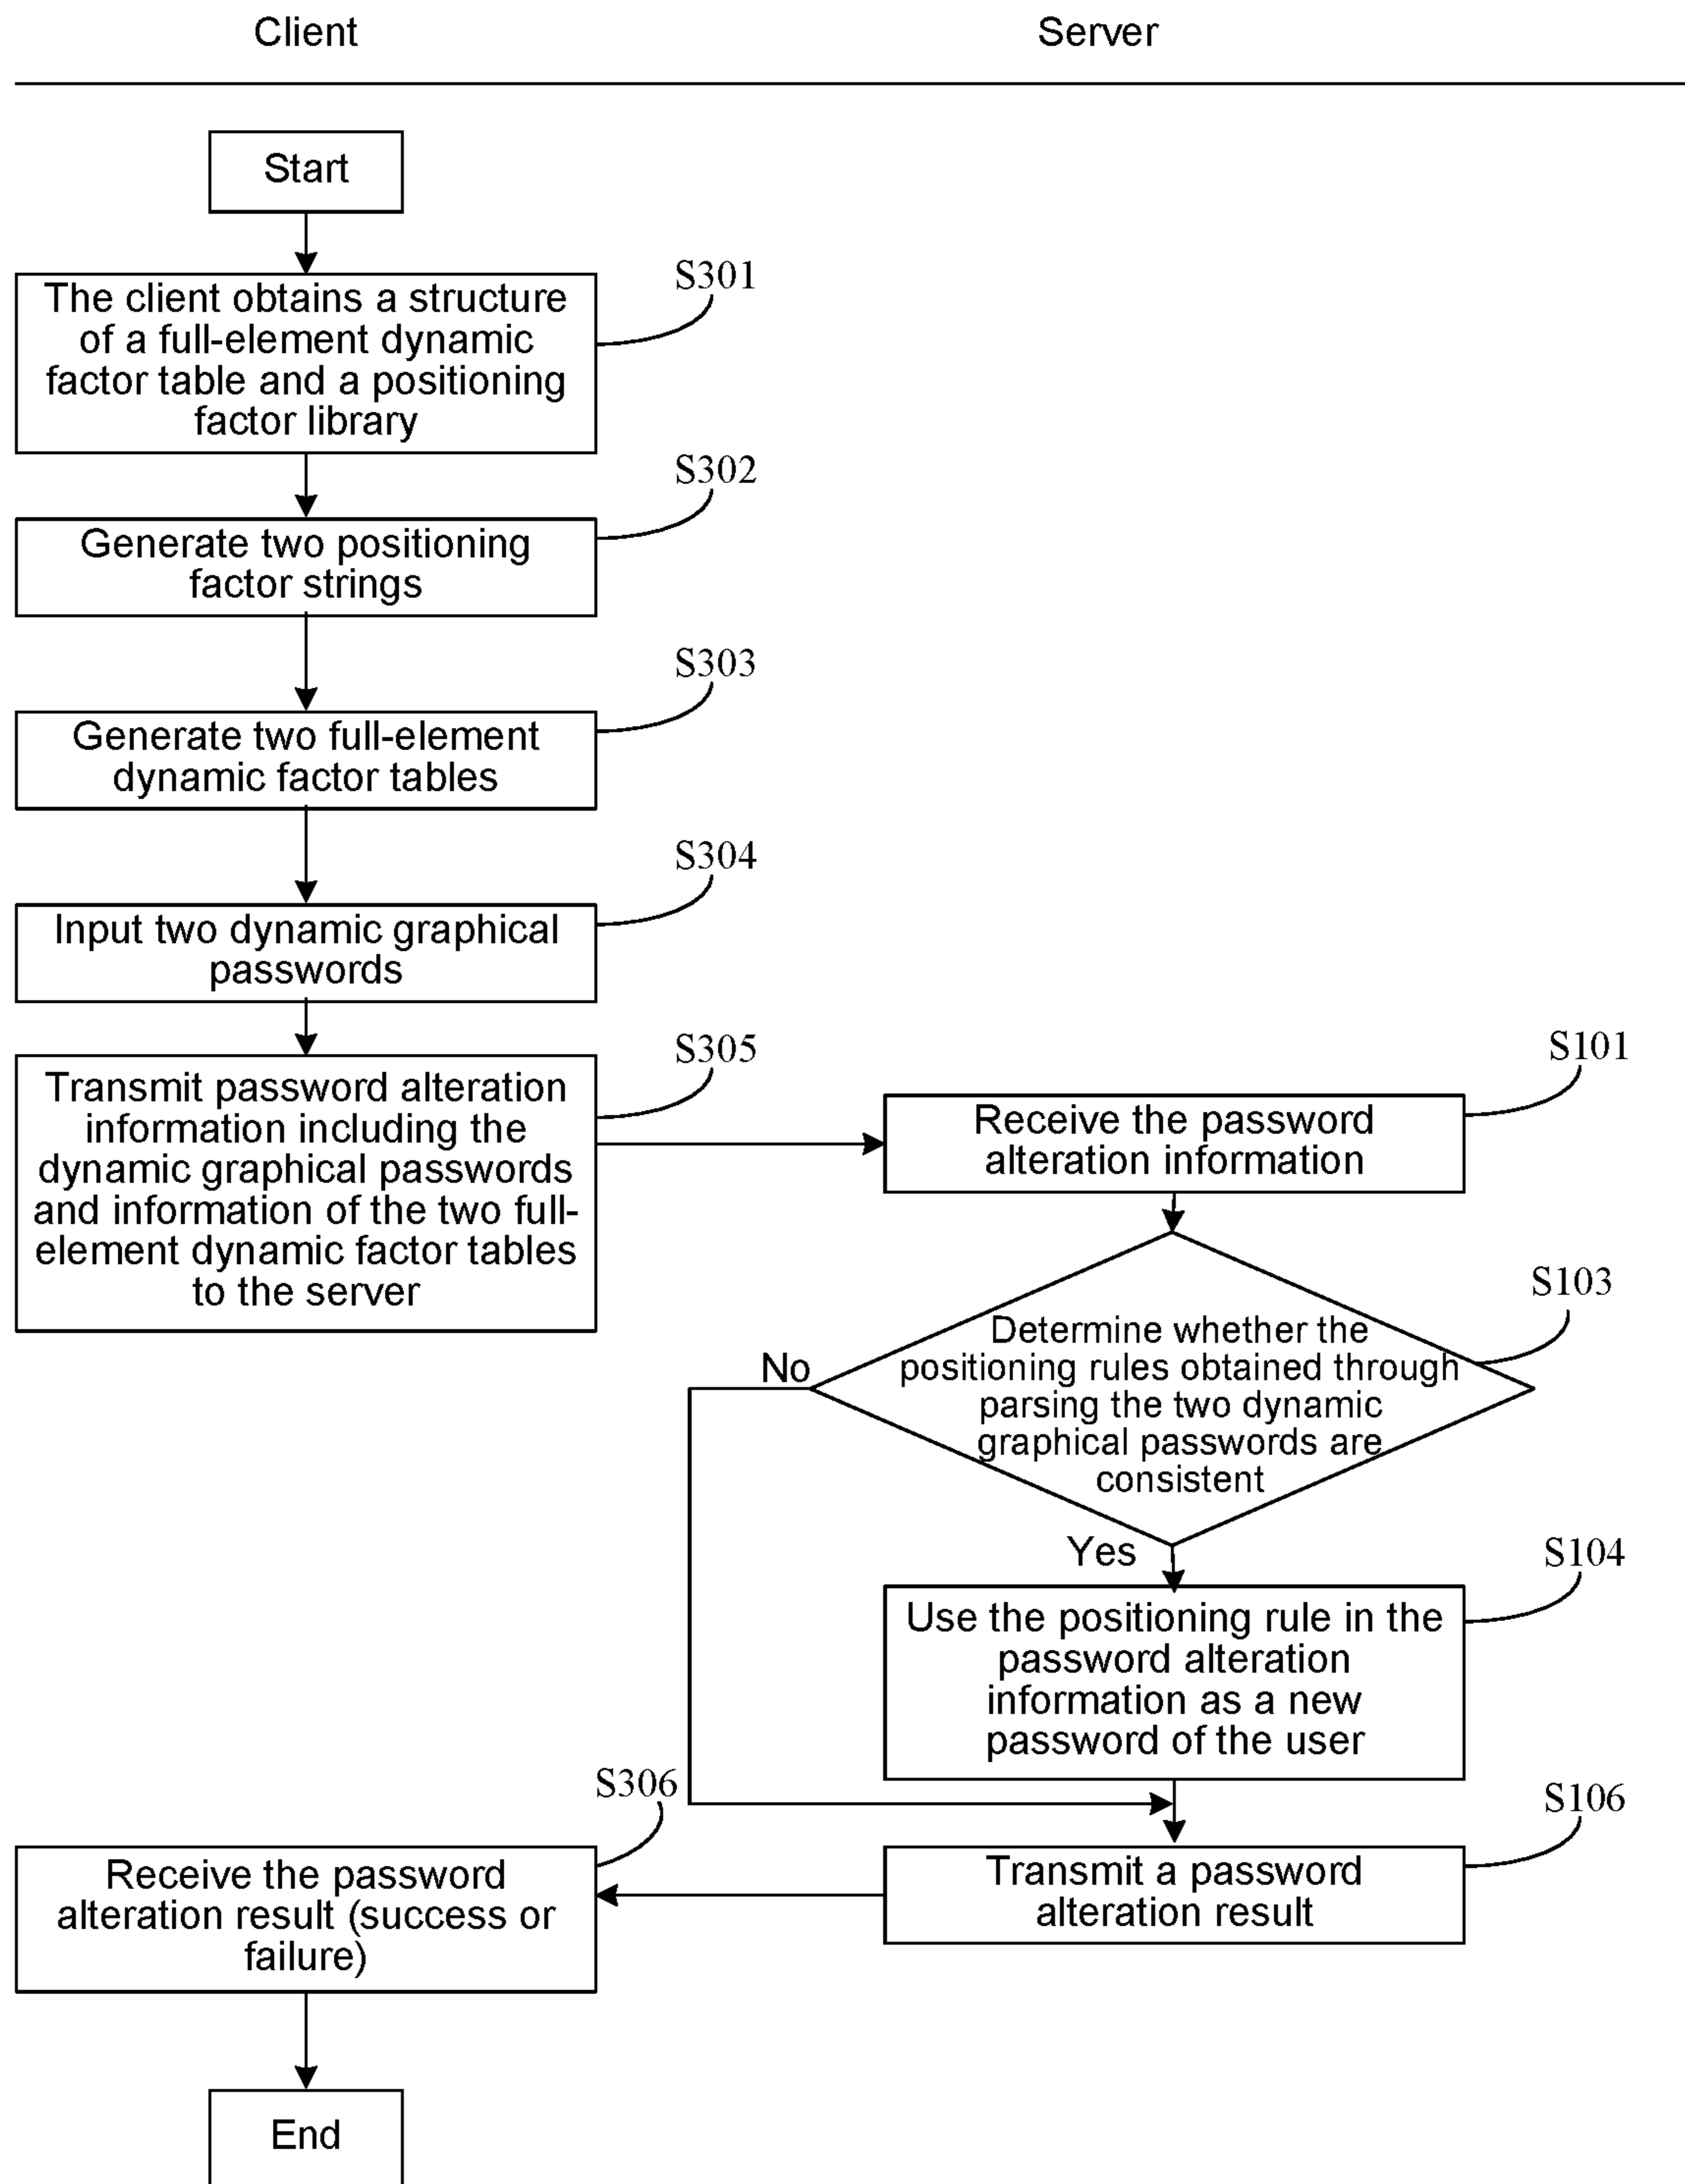 Client
Server
Start
S301
The client obtains a structure
of a full-element dynamic
factor table and a positioning
factor library
S302
Generate two positioning
factor strings
S303
Generate two full-element
dynamic factor tables
S304
Input two dynamic graphical
passwords
S305
Transmit password alteration
information including the
dynamic graphical passwords
and information of the two full-
element dynamic factor tables
to the server
S101
Receive the password
alteration information
S103
Determine whether the
positioning rules obtained through
parsing the two dynamic
graphical passwords are
consistent
No
Yes
S104
Use the positioning rule in the
password alteration
information as a new
password of the user
S106
Transmit a password
alteration result
S306
Receive the password
alteration result (success or
failure)
End